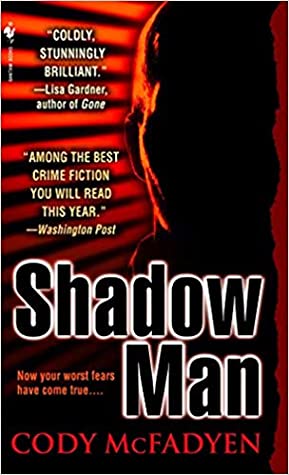 “COLDLY,
STUNNINGLY
BRILLIANT.”
—Lisa Gardner,
author of Gone
“AMONG THE BEST
CRIME FICTION
YOU WILL READ
THIS YEAR.”
—Washington Post
Shadow
Man
Now your worst fears
have come true....
CODY McFADYEN